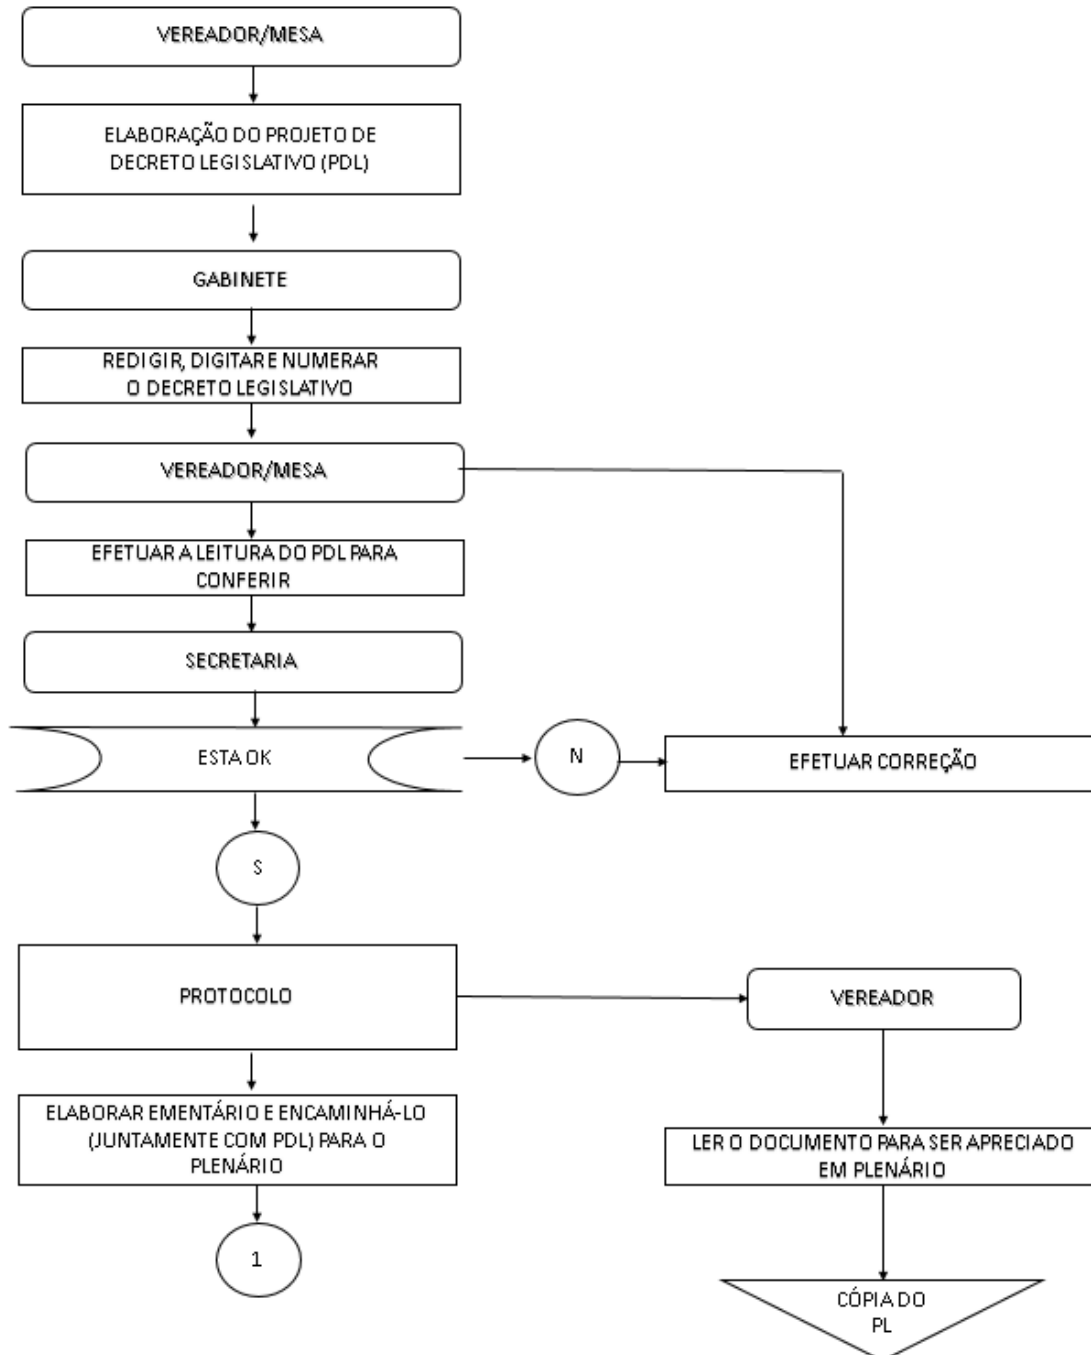 VEREADOR/MESA
ELABORAÇÃO DO PROJETO DE
DECRETO LEGISLATIVO (PDL)
GABINETE
REDIGIR, DIGITAR E NUMERAR
O DECRETO LEGISLATIVO
VEREADOR/MESA
EFETUAR A LEITURA DO PDL PARA
CONFERIR
SECRETARIA
ESTA OK
N
EFETUAR CORREÇÃO
S
PROTOCOLO
VEREADOR
ELABORAR EMENTÁRIO E ENCAMINHÁ-LO
(JUNTAMENTE COM PDL) PARA O
PLENÁRIO
LER O DOCUMENTO PARA SER APRECIADO
EM PLENÁRIO
1
CÓPIA DO
PL